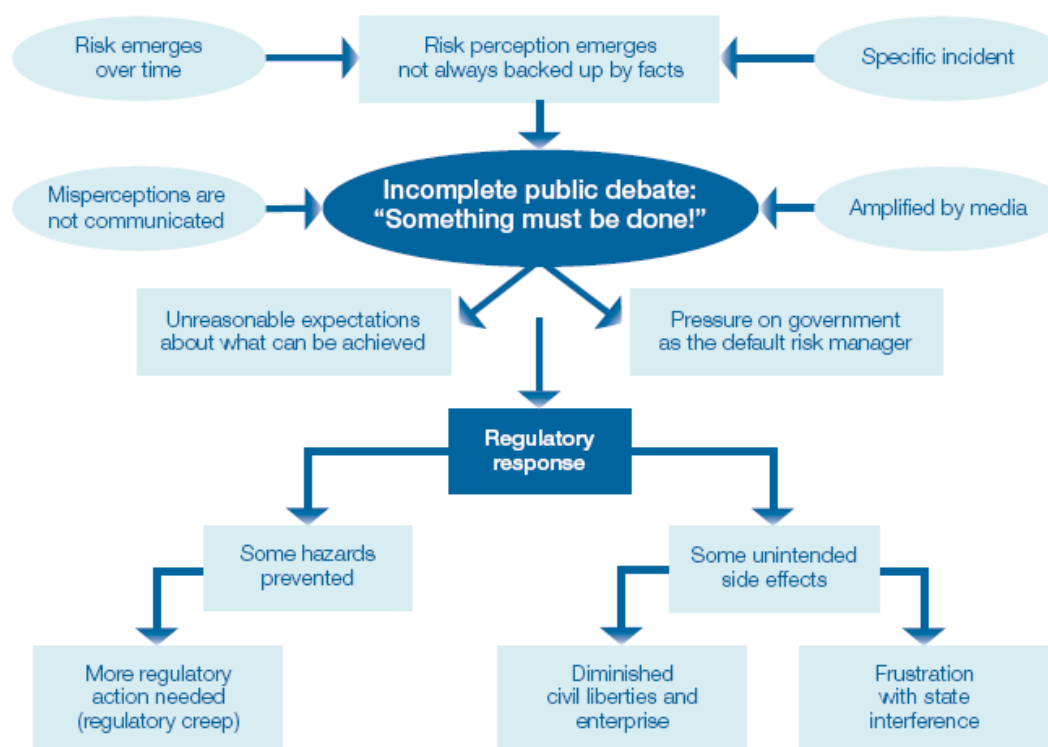 Risk emerges
over time
Risk perception emerges
not always backed up by facts
Specific incident
Misperceptions are
not communicated
Incomplete public debate:
“Something must be done!”
Amplified by media
Unreasonable expectations
about what can be achieved
Pressure on government
as the default risk manager
Regulatory
response
Some hazards
prevented
Some unintended
side effects
More regulatory
action needed
(regulatory creep)
Diminished
civil liberties and
enterprise
Frustration
with state
interference